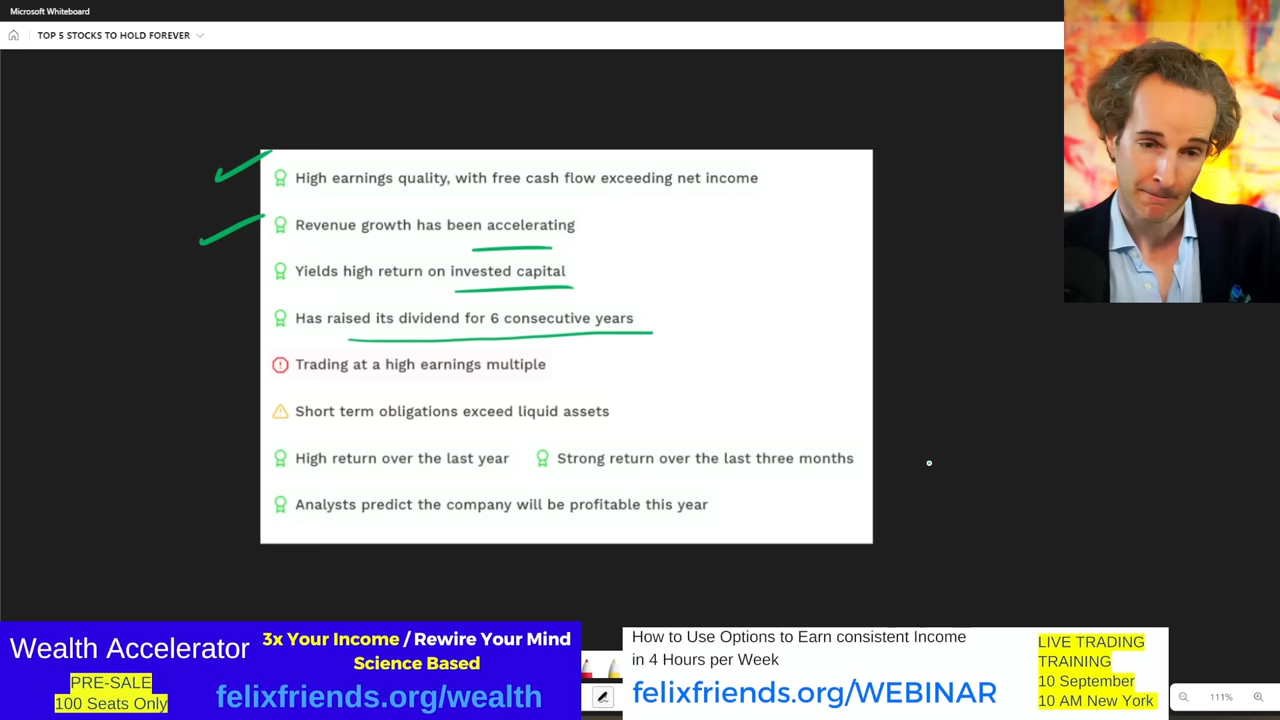 Microsoft Whiteboard
TOP 5 STOCKS TO HOLD FOREVER
High earnings quality, with free cash flow exceeding net income
Revenue growth has been accelerating
Yields high return on invested capital
Has raised its dividend for 6 consecutive years
Trading at a high earnings multiple
Short term obligations exceed liquid assets
High return over the last year
Strong return over the last three months
Analysts predict the company will be profitable this year
Wealth Accelerator
PRE-SALE
100 Seats Only
3x Your Income / Rewire Your Mind
Science Based
felixfriends.org/wealth
How to Use Options to Earn consistent Income
in 4 Hours per Week
felixfriends.org/WEBINAR
LIVE TRADING
TRAINING
10 September
10 AM New York
111%